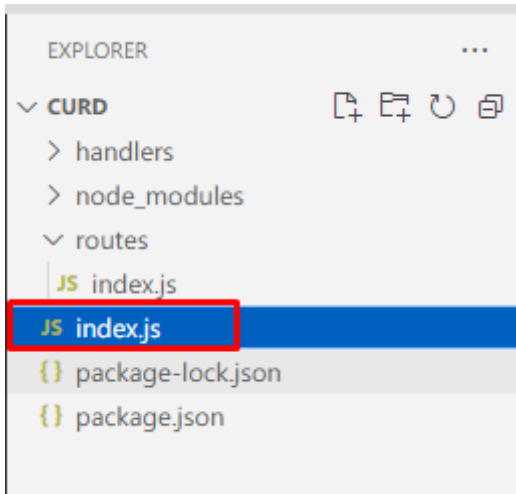 EXPLORER ...
CURD
handlers
node_modules
routes
JS index.js
JS index.js
{} package-lock.json
{} package.json